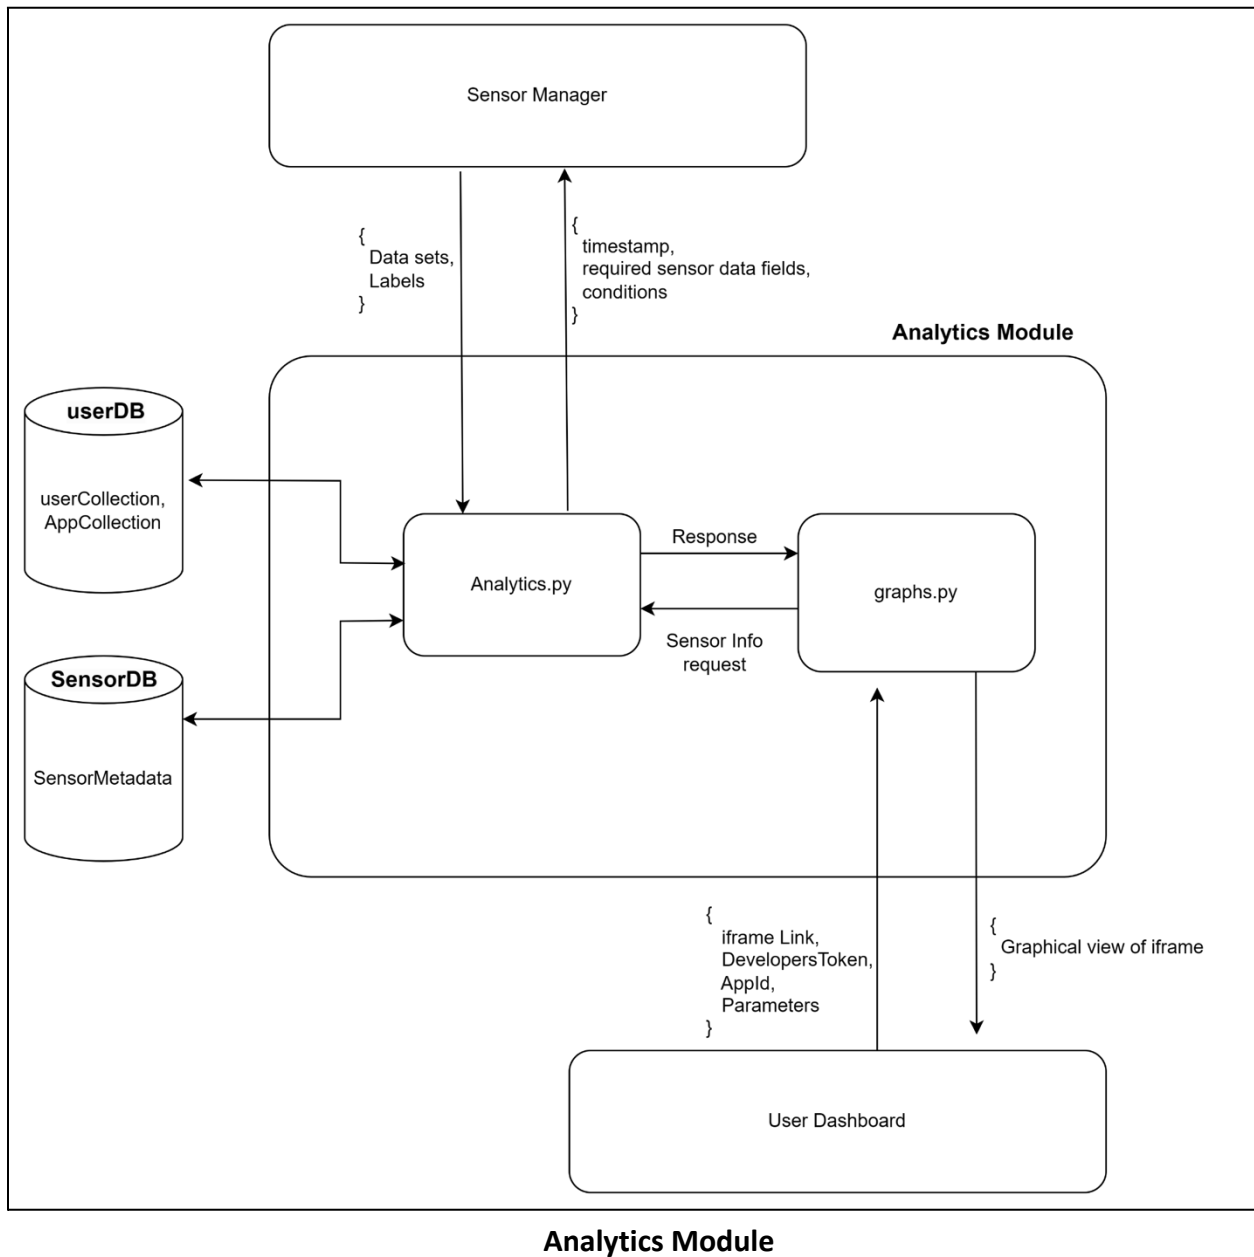 Sensor Manager
{
Data sets,
Labels
}
{
timestamp,
required sensor data fields,
conditions
}
Analytics Module
userDB
userCollection,
AppCollection
SensorDB
SensorMetadata
Analytics.py
Response
Sensor Info
request
graphs.py
{
iframe Link,
DevelopersToken,
AppId,
Parameters
}
{
Graphical view of iframe
}
User Dashboard
Analytics Module